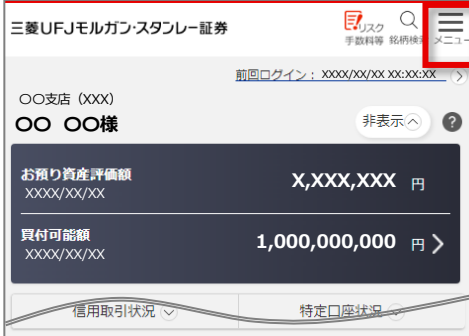 三菱UFJモルガン・スタンレー証券
リスク
手数料等 銘柄検索 メニュー
前回ログイン： XXXX/XX/XX XX:XX:XX
〇〇支店（XXX）
〇〇 〇〇様
非表示
?
お預り資産評価額
X,XXX,XXX 円
XXXX/XX/XX
買付可能額
1,000,000,000 円
XXXX/XX/XX
信用取引状況 特定口座状況